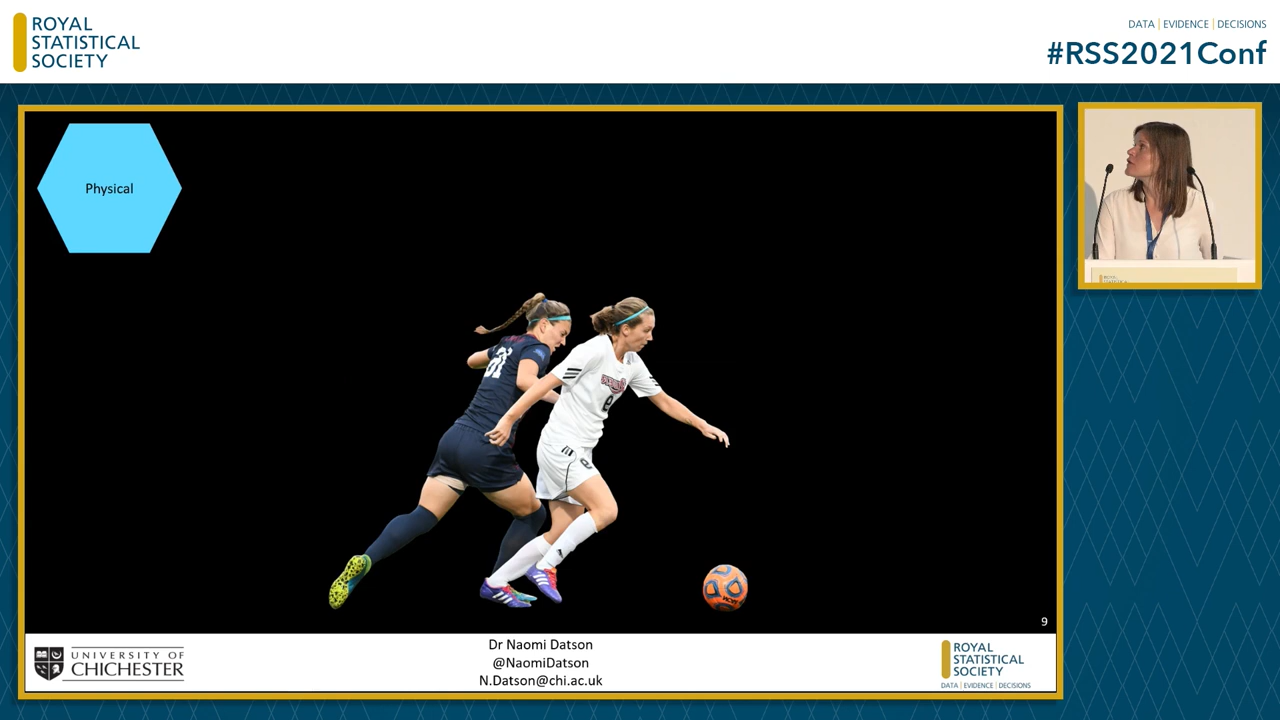 ROYAL
STATISTICAL
SOCIETY
DATA | EVIDENCE | DECISIONS
#RSS2021Conf
Physical
9
UNIVERSITY OF
CHICHESTER
Dr Naomi Datson
@NaomiDatson
N.Datson@chi.ac.uk
ROYAL
STATISTICAL
SOCIETY
DATA | EVIDENCE | DECISIONS